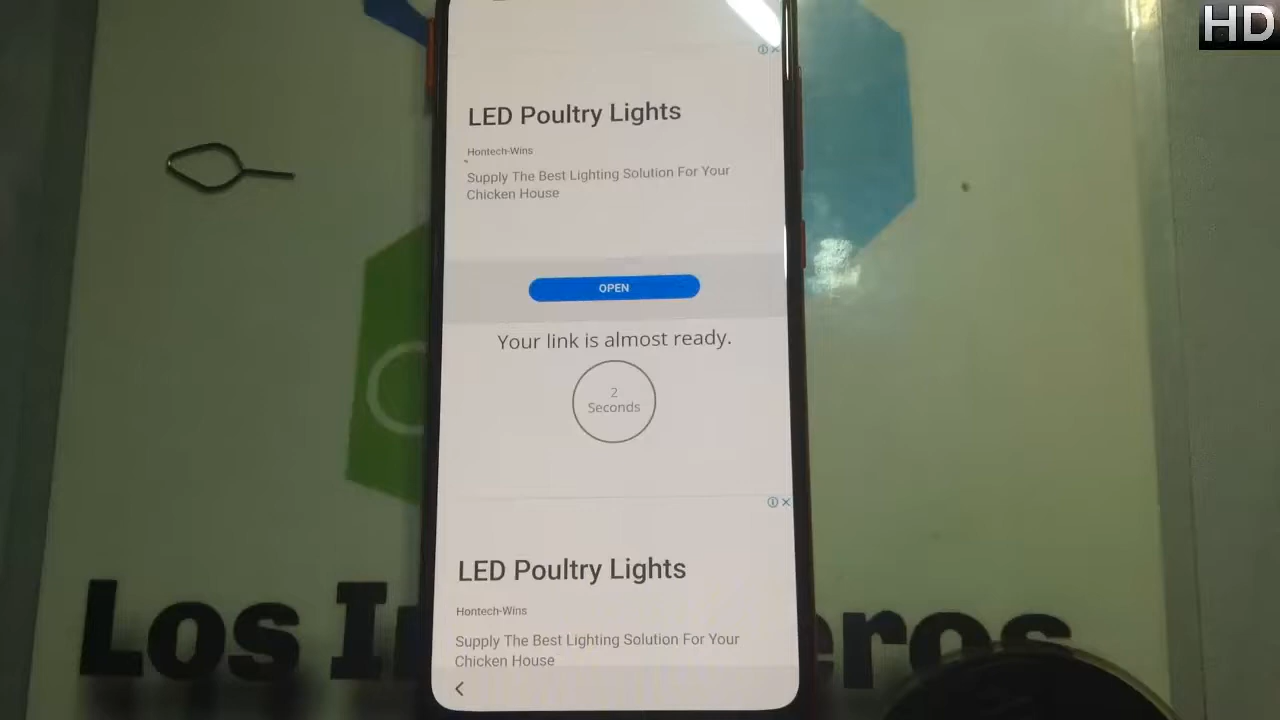 HD
LED Poultry Lights
Hontech-Wins
Supply The Best Lighting Solution For Your
Chicken House
OPEN
Your link is almost ready.
2
Seconds
LED Poultry Lights
Hontech-Wins
Supply The Best Lighting Solution For Your
Chicken House
Los